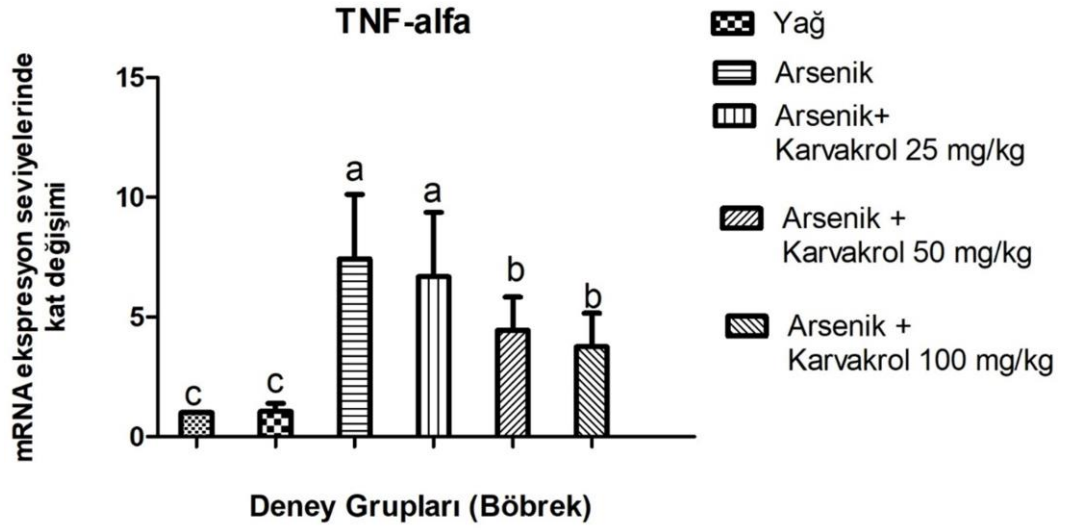 TNF-alfa
mRNA ekspresyon seviyelerinde
kat değişimi
15
10
5
0
c
c
a
a
b
b
Deney Grupları (Böbrek)
Yağ
Arsenik
Arsenik+
Karvakrol 25 mg/kg
Arsenik +
Karvakrol 50 mg/kg
Arsenik +
Karvakrol 100 mg/kg